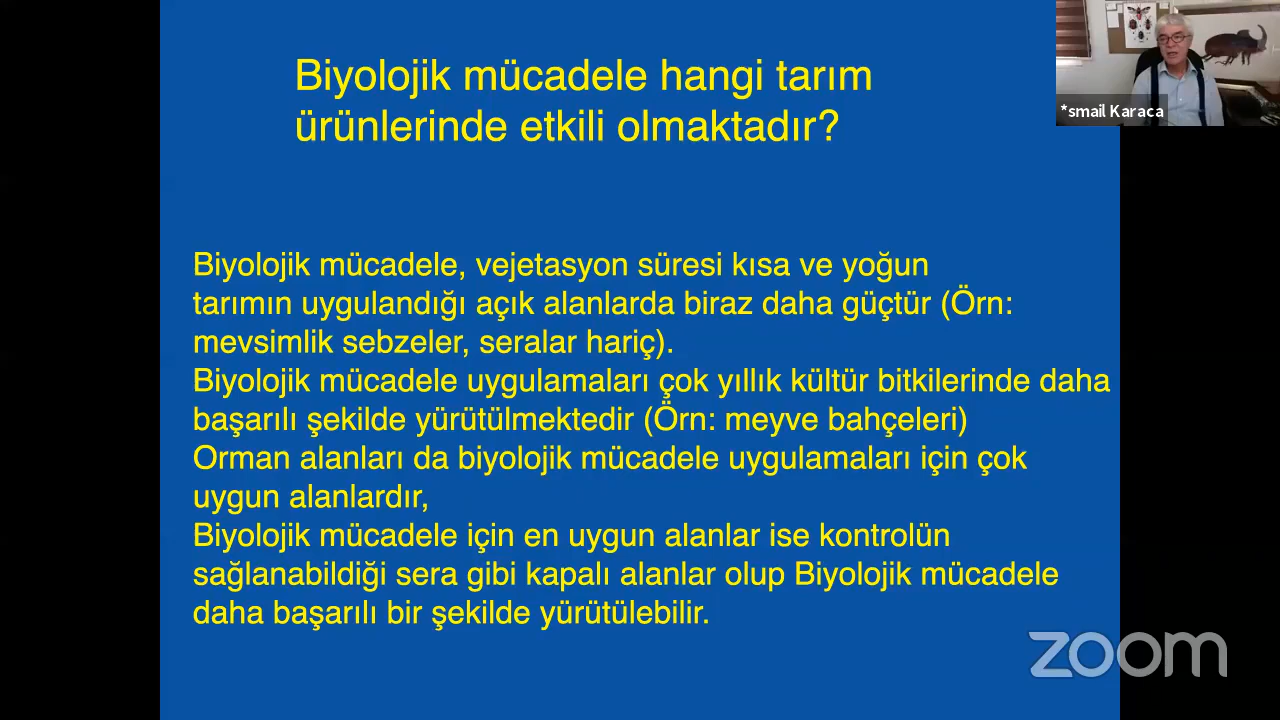 Biyolojik mücadele hangi tarım
ürünlerinde etkili olmaktadır?
*smail Karaca
Biyolojik mücadele, vejetasyon süresi kısa ve yoğun
tarımın uygulandığı açık alanlarda biraz daha güçtür (Örn:
mevsimlik sebzeler, seralar hariç).
Biyolojik mücadele uygulamaları çok yıllık kültür bitkilerinde daha
başarılı şekilde yürütülmektedir (Örn: meyve bahçeleri)
Orman alanları da biyolojik mücadele uygulamaları için çok
uygun alanlardır,
Biyolojik mücadele için en uygun alanlar ise kontrolün
sağlanabildiği sera gibi kapalı alanlar olup Biyolojik mücadele
daha başarılı bir şekilde yürütülebilir.
zoom